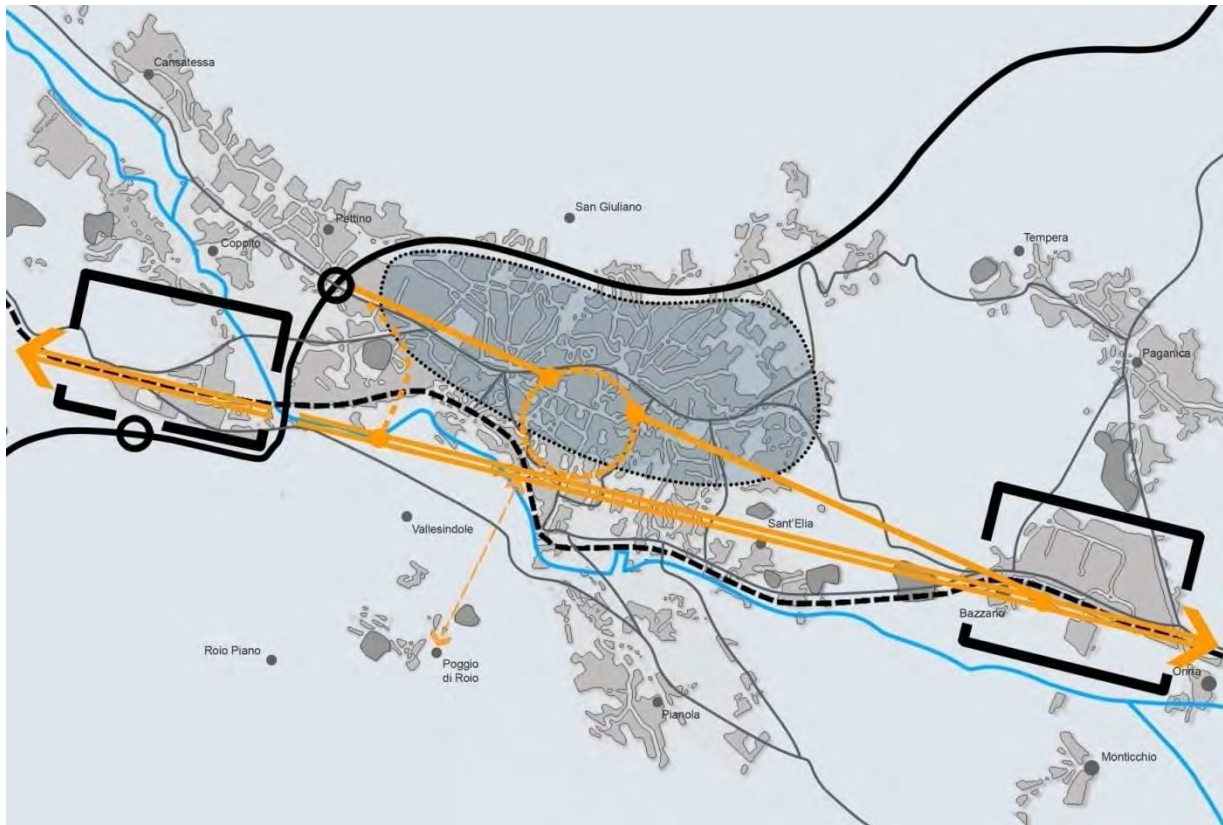 Cansatessa
San Giuliano
Pettino
Coppito
Tempera
Paganica
Vallesindole
Sant'Elia
Bazzano
Roio Piano
Poggio
di Roio
Onna
Pianola
Monticchio